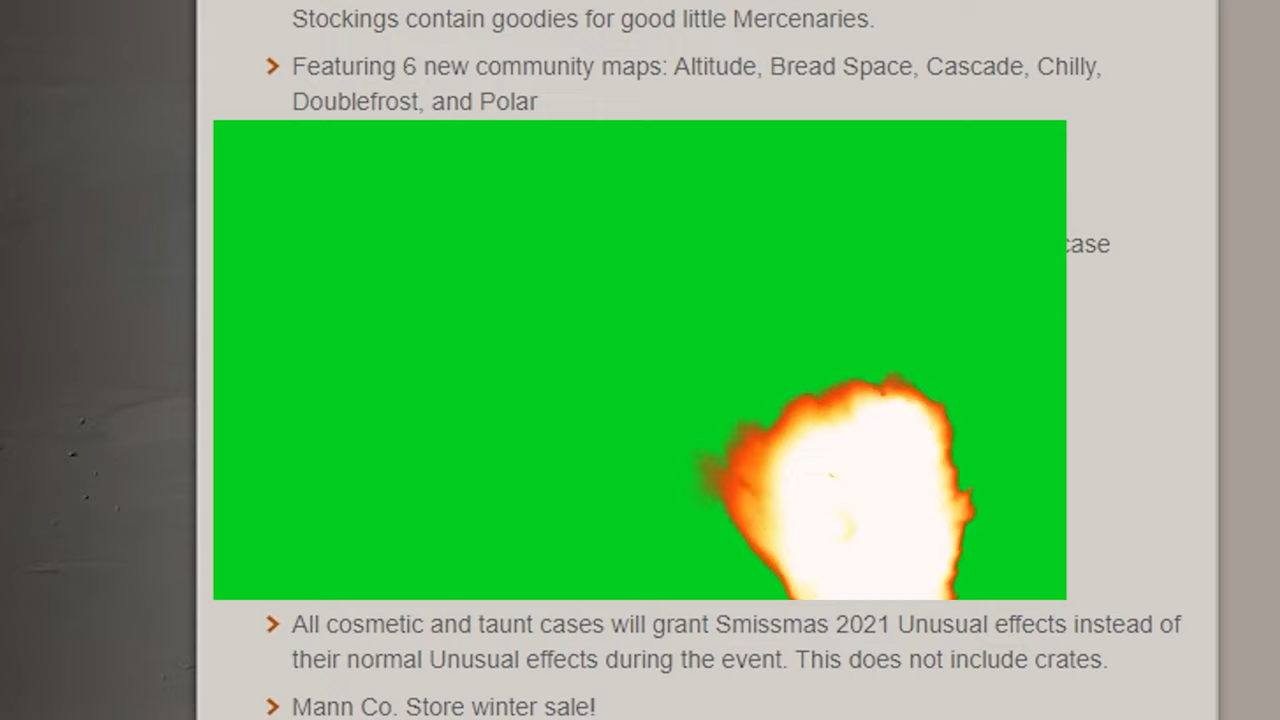 Stockings contain goodies for good little Mercenaries.
Featuring 6 new community maps: Altitude, Bread Space, Cascade, Chilly,
Doublefrost, and Polar
case
All cosmetic and taunt cases will grant Smissmas 2021 Unusual effects instead of
their normal Unusual effects during the event. This does not include crates.
Mann Co. Store winter sale!